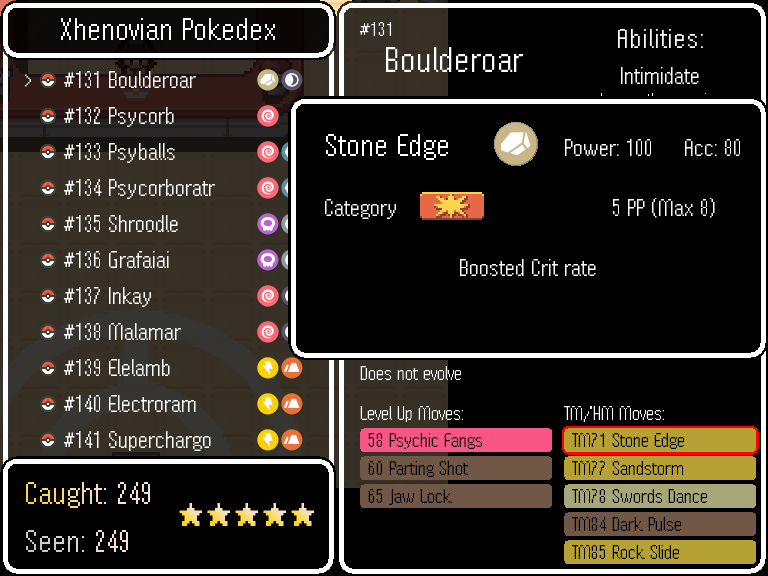 Xhenovian Pokedex
> #131 Boulderoar
#132 Psycorb
#133 Psyballs
#134 Psycorboratr
#135 Shroodle
#136 Grafaiai
#137 Inkay
#138 Malamar
#139 Elelamb
#140 Electroram
#141 Superchargo
Caught: 249
Seen: 249
#131
Boulderoar
Abilities:
Intimidate
Stone Edge
Power: 100
Acc: 80
Category
5 PP (Max 8)
Boosted Crit rate
Does not evolve
Level Up Moves:
58 Psychic Fangs
60 Parting Shot
65 Jaw Lock
TM/HM Moves:
TM71 Stone Edge
TM77 Sandstorm
TM78 Swords Dance
TM84 Dark Pulse
TM85 Rock Slide